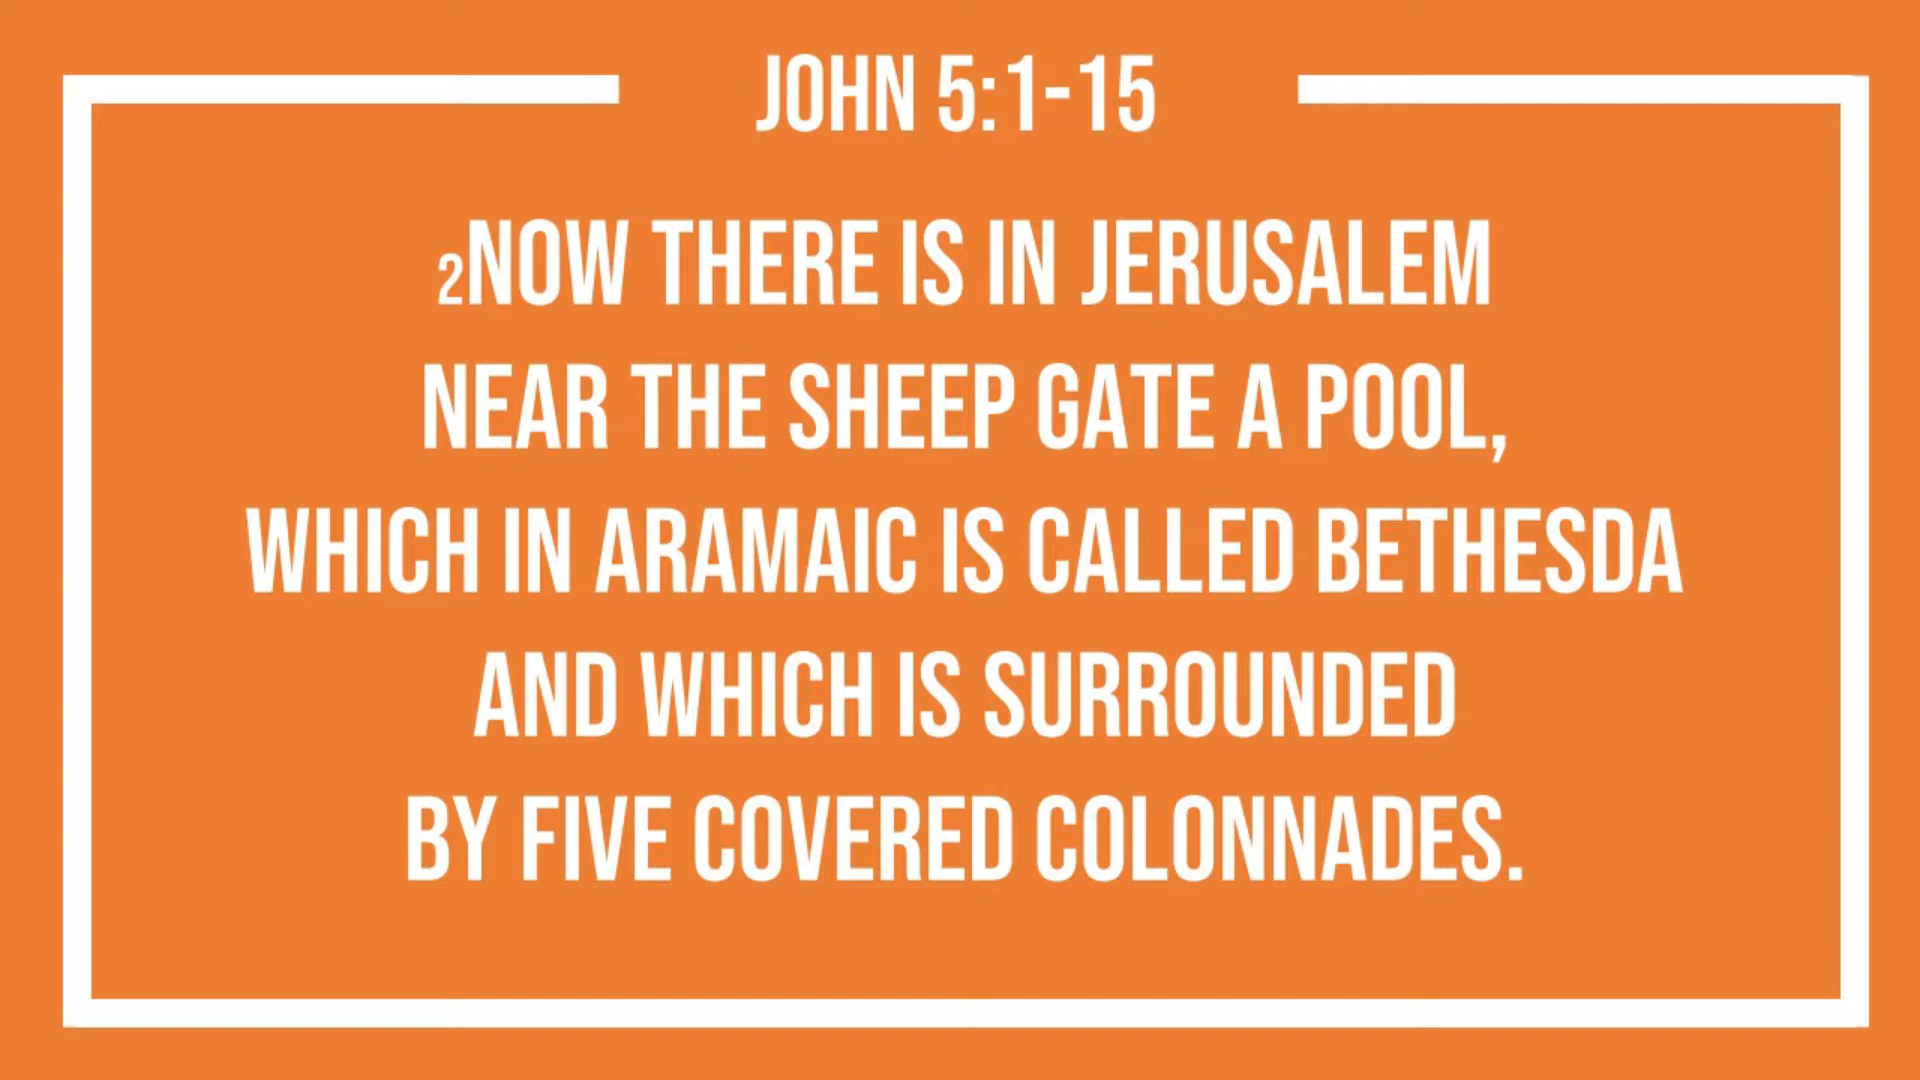 JOHN 5:1-15
2NOW THERE IS IN JERUSALEM
NEAR THE SHEEP GATE A POOL,
WHICH IN ARAMAIC IS CALLED BETHESDA
AND WHICH IS SURROUNDED
BY FIVE COVERED COLONNADES.